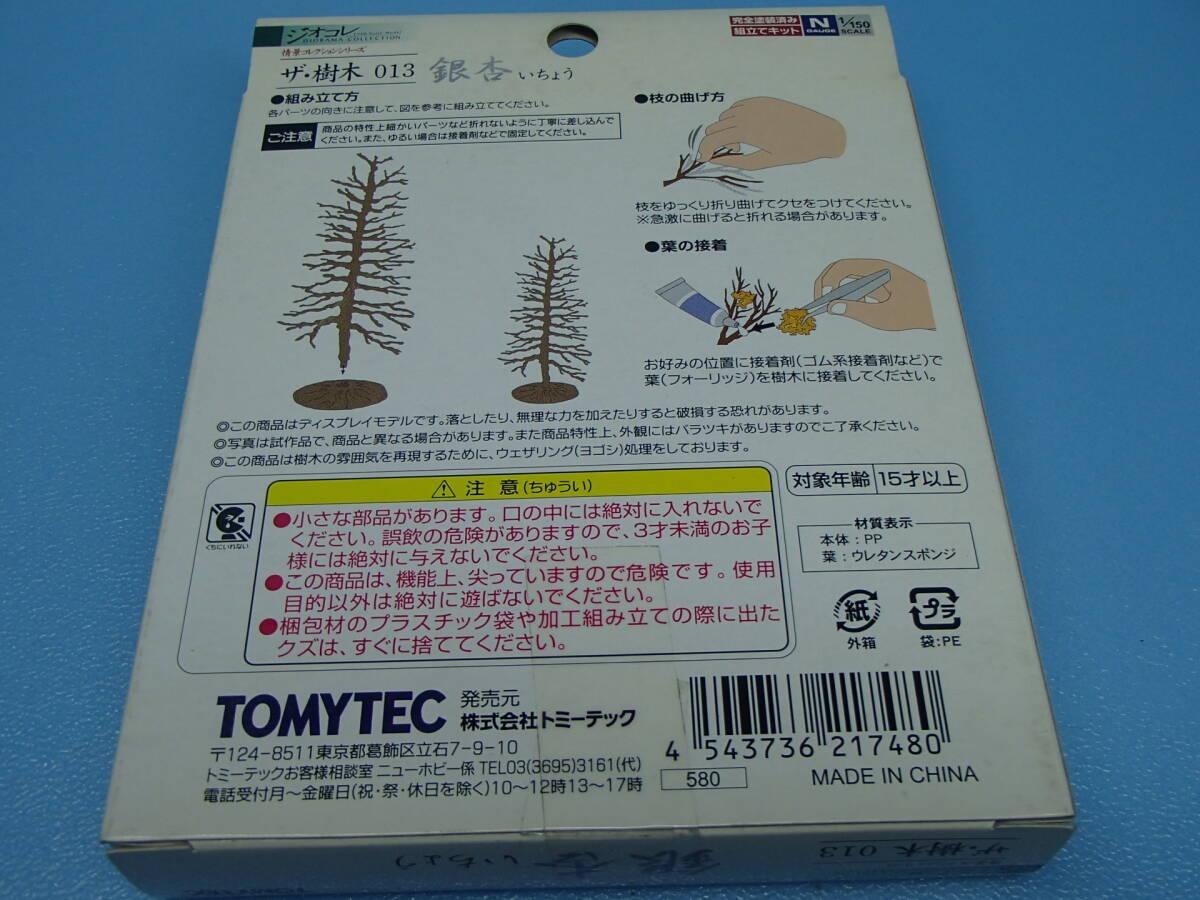 ジオコレ
DIORAMA COLLECTION
情景コレクションシリーズ
ザ・樹木 013 銀杏 いちょう
完全塗装済み
組立てキット
N
GAUGE
1/150
SCALE
●組み立て方
各パーツの向きに注意して、図を参考に組み立ててください。
ご注意
商品の特性上細かいパーツなど折れないように丁寧に差し込んで
ください。また、ゆるい場合は接着剤などで固定してください。
●枝の曲げ方
枝をゆっくり折り曲げてクセをつけてください。
※急激に曲げると折れる場合があります。
●葉の接着
お好みの位置に接着剤(ゴム系接着剤など)で
葉(フォーリッジ)を樹木に接着してください。
◎この商品はディスプレイモデルです。落としたり、無理な力を加えたりすると破損する恐れがあります。
◎写真は試作品で、商品と異なる場合があります。また商品特性上、外観にはバラツキがありますのでご了承ください。
◎この商品は樹木の雰囲気を再現するために、ウェザリング(ヨゴシ)処理をしております。
くちにいれない
⚠ 注 意 (ちゅうい)
●小さな部品があります。口の中には絶対に入れないで
ください。誤飲の危険がありますので、3才未満のお子
様には絶対に与えないでください。
●この商品は、機能上、尖っていますので危険です。使用
目的以外は絶対に遊ばないでください。
●梱包材のプラスチック袋や加工組み立ての際に出た
クズは、すぐに捨ててください。
対象年齢 15才以上
材質表示
本体：PP
葉：ウレタンスポンジ
紙
外箱
プラ
袋:PE
TOMYTEC
発売元
株式会社トミーテック
〒124-8511東京都葛飾区立石7-9-10
トミーテックお客様相談室 ニューホビー係 TEL03(3695)3161(代)
電話受付月〜金曜日(祝・祭・休日を除く)10〜12時13〜17時
4 543736 217480
580
MADE IN CHINA
ザ・樹木 013
銀杏 いちょう
TOMYTEC